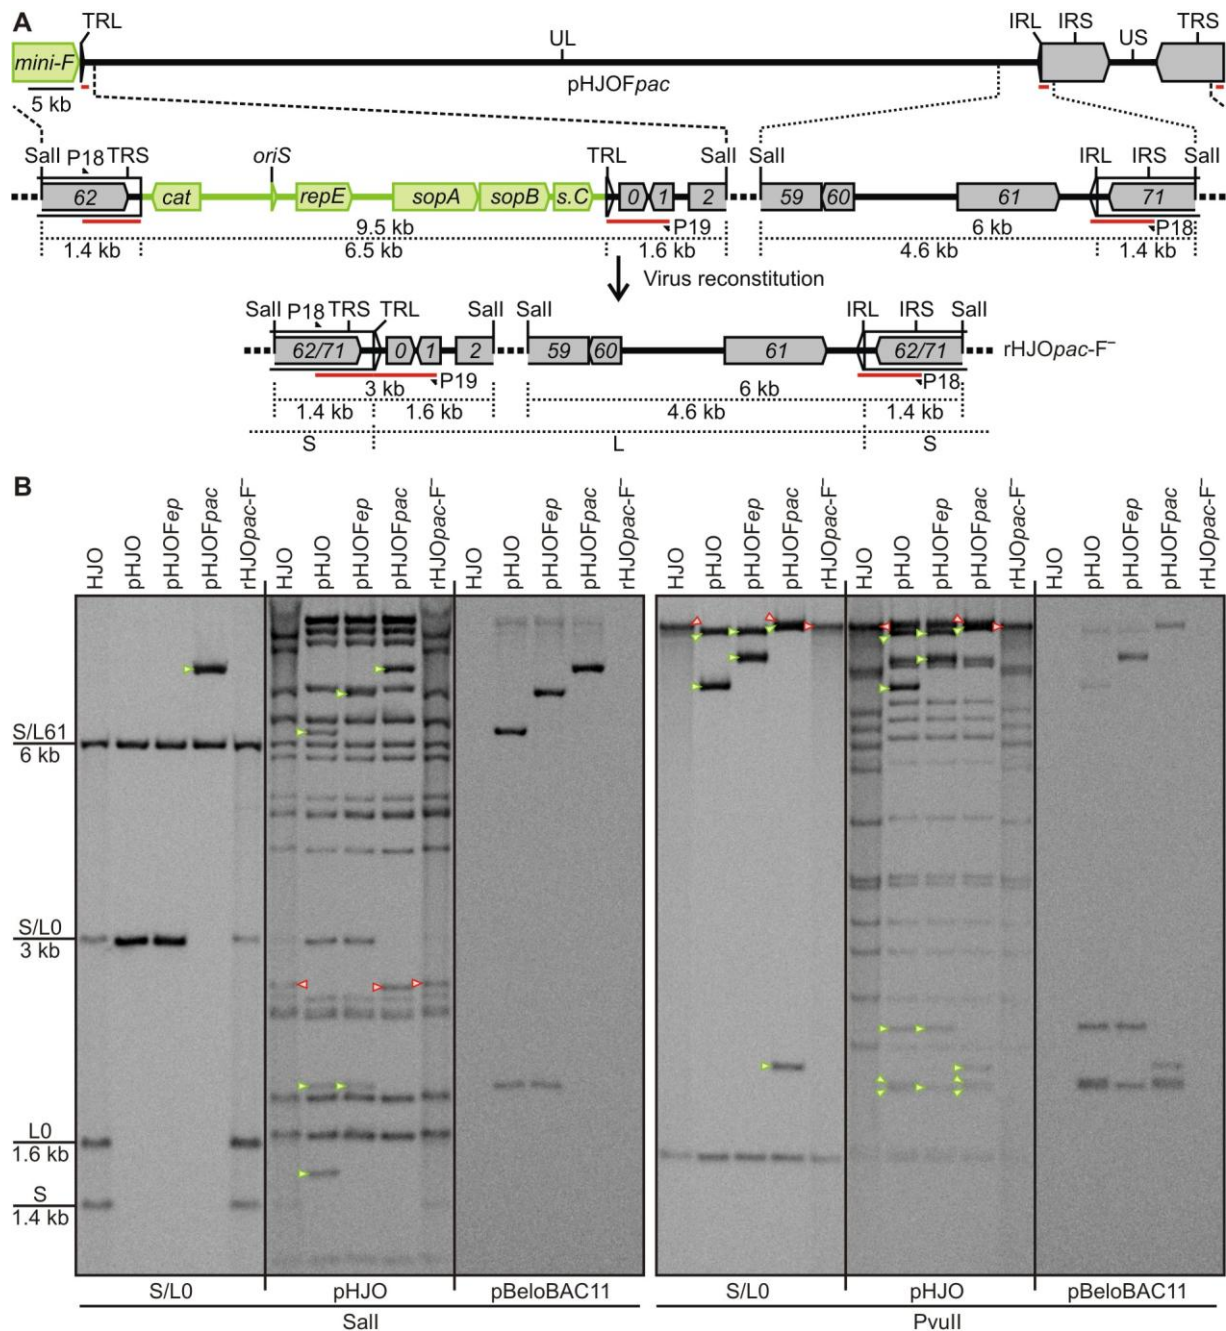 A
TRL UL IRL IRS US TRS
mini-F
5 kb
pHJOFpac
SalI P18 TRS oriS TRL SalI SalI IRL IRS SalI
62 cat repE sopA sopB s.C 0 1 2 59 60 61 71
P19 P18
9.5 kb 6 kb
1.4 kb 6.5 kb 1.6 kb 4.6 kb 1.4 kb
Virus reconstitution
SalI P18 TRS TRL SalI SalI IRL IRS SalI
62/71 0 1 2 59 60 61 62/71 rHJOpac-F⁻
P19 P18
3 kb 6 kb
1.4 kb 1.6 kb 4.6 kb 1.4 kb
S L S
B
HJO pHJO pHJOFep pHJOFpac rHJOpac-F⁻ HJO pHJO pHJOFep pHJOFpac rHJOpac-F⁻ HJO pHJO pHJOFep pHJOFpac rHJOpac-F⁻ HJO pHJO pHJOFep pHJOFpac rHJOpac-F⁻ HJO pHJO pHJOFep pHJOFpac rHJOpac-F⁻ HJO pHJO pHJOFep pHJOFpac rHJOpac-F⁻
S/L61
6 kb
S/L0
3 kb
L0
1.6 kb
S
1.4 kb
S/L0 pHJO pBeloBAC11 S/L0 pHJO pBeloBAC11
SalI PvuII